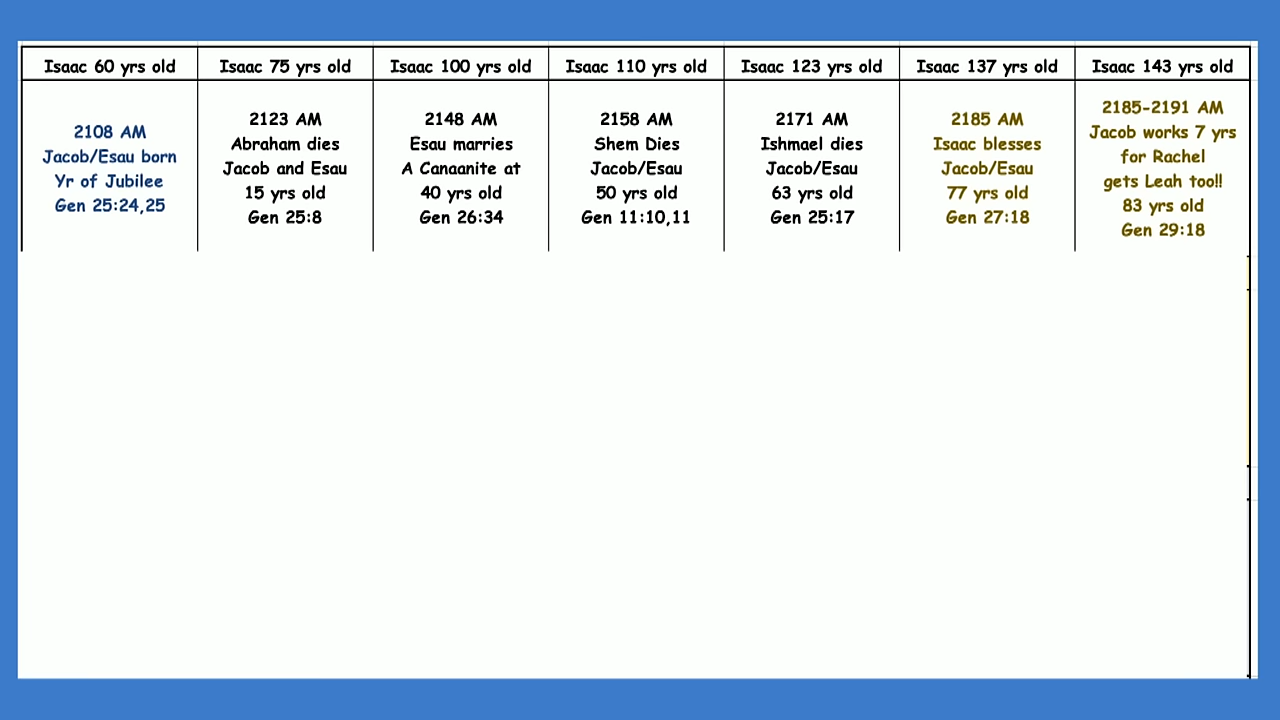 Isaac 60 yrs old
2108 AM
Jacob/Esau born
Yr of Jubilee
Gen 25:24,25
Isaac 75 yrs old
2123 AM
Abraham dies
Jacob and Esau
15 yrs old
Gen 25:8
Isaac 100 yrs old
2148 AM
Esau marries
A Canaanite at
40 yrs old
Gen 26:34
Isaac 110 yrs old
2158 AM
Shem Dies
Jacob/Esau
50 yrs old
Gen 11:10,11
Isaac 123 yrs old
2171 AM
Ishmael dies
Jacob/Esau
63 yrs old
Gen 25:17
Isaac 137 yrs old
2185 AM
Isaac blesses
Jacob/Esau
77 yrs old
Gen 27:18
Isaac 143 yrs old
2185-2191 AM
Jacob works 7 yrs
for Rachel
gets Leah too!!
83 yrs old
Gen 29:18